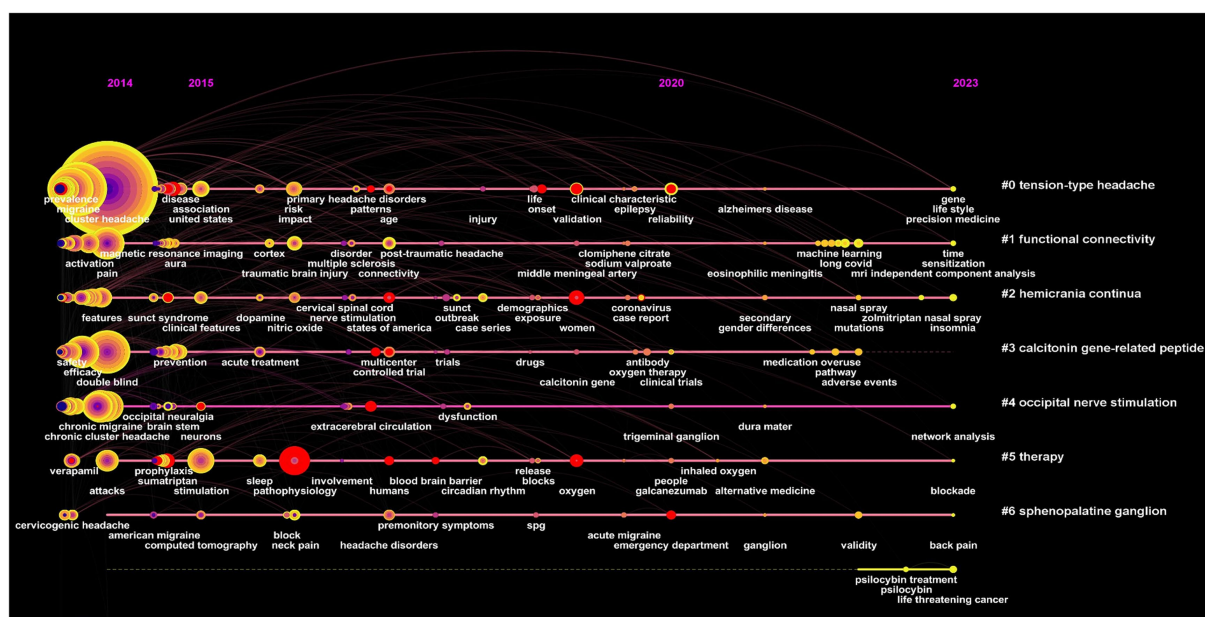 2014 2015 2020 2023
#0 tension-type headache
prevalence disease primary headache disorders life clinical characteristic gene
migraine association risk patterns onset epilepsy alzheimers disease life style
cluster headache united states impact age injury validation reliability precision medicine
#1 functional connectivity
magnetic resonance imaging cortex disorder post-traumatic headache clomiphene citrate machine learning time
activation aura multiple sclerosis sodium valproate long covid sensitization
pain traumatic brain injury connectivity middle meningeal artery eosinophilic meningitis mri independent component analysis
#2 hemicrania continua
cervical spinal cord sunct demographics coronavirus nasal spray
features sunct syndrome dopamine nerve stimulation outbreak exposure case report secondary zolmitriptan nasal spray
clinical features nitric oxide states of america case series women gender differences mutations insomnia
#3 calcitonin gene-related peptide
safety prevention acute treatment multicenter trials drugs antibody medication overuse
efficacy controlled trial oxygen therapy pathway
double blind calcitonin gene clinical trials adverse events
#4 occipital nerve stimulation
occipital neuralgia dysfunction
chronic migraine brain stem extracerebral circulation dura mater
chronic cluster headache neurons trigeminal ganglion network analysis
#5 therapy
verapamil prophylaxis release inhaled oxygen
sumatriptan sleep involvement blood brain barrier blocks people
attacks stimulation pathophysiology humans circadian rhythm oxygen galcanezumab alternative medicine blockade
#6 sphenopalatine ganglion
cervicogenic headache premonitory symptoms spg
american migraine block acute migraine
computed tomography neck pain headache disorders emergency department ganglion validity back pain
psilocybin treatment
psilocybin
life threatening cancer